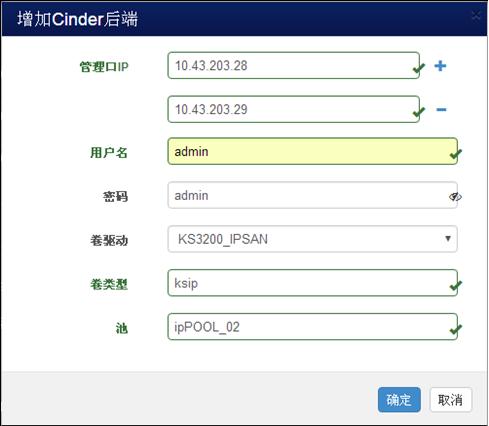 增加Cinder后端
管理口IP 10.43.203.28
10.43.203.29
用户名 admin
密码 admin
卷驱动 KS3200_IPSAN
卷类型 ksip
池 ipPOOL_02
确定 取消